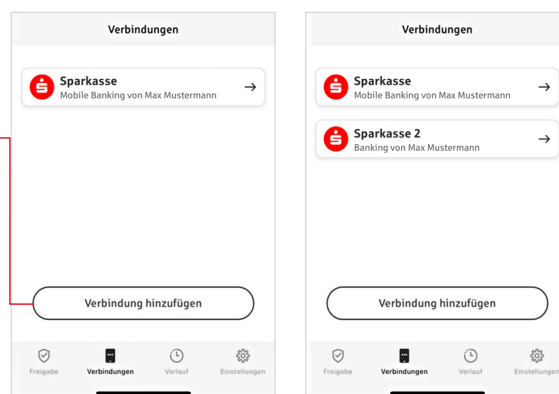 Verbindungen
Sparkasse
Mobile Banking von Max Mustermann
Verbindung hinzufügen
Freigabe
Verbindungen
Verlauf
Einstellungen
Verbindungen
Sparkasse
Mobile Banking von Max Mustermann
Sparkasse 2
Banking von Max Mustermann
Verbindung hinzufügen
Freigabe
Verbindungen
Verlauf
Einstellungen